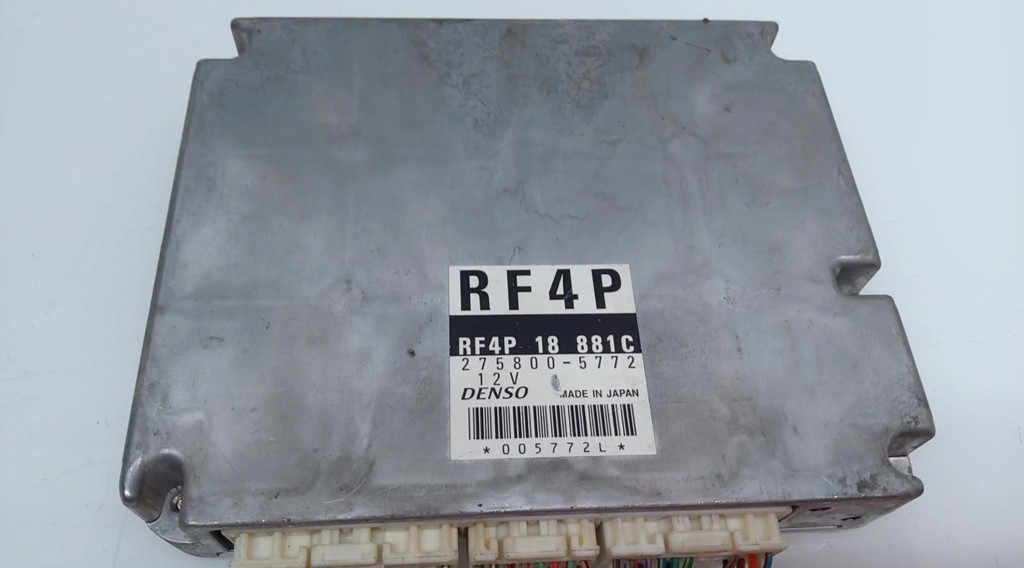 RF4P
RF4P 18 881C
275800-5772
12V
DENSO MADE IN JAPAN
*005772L*